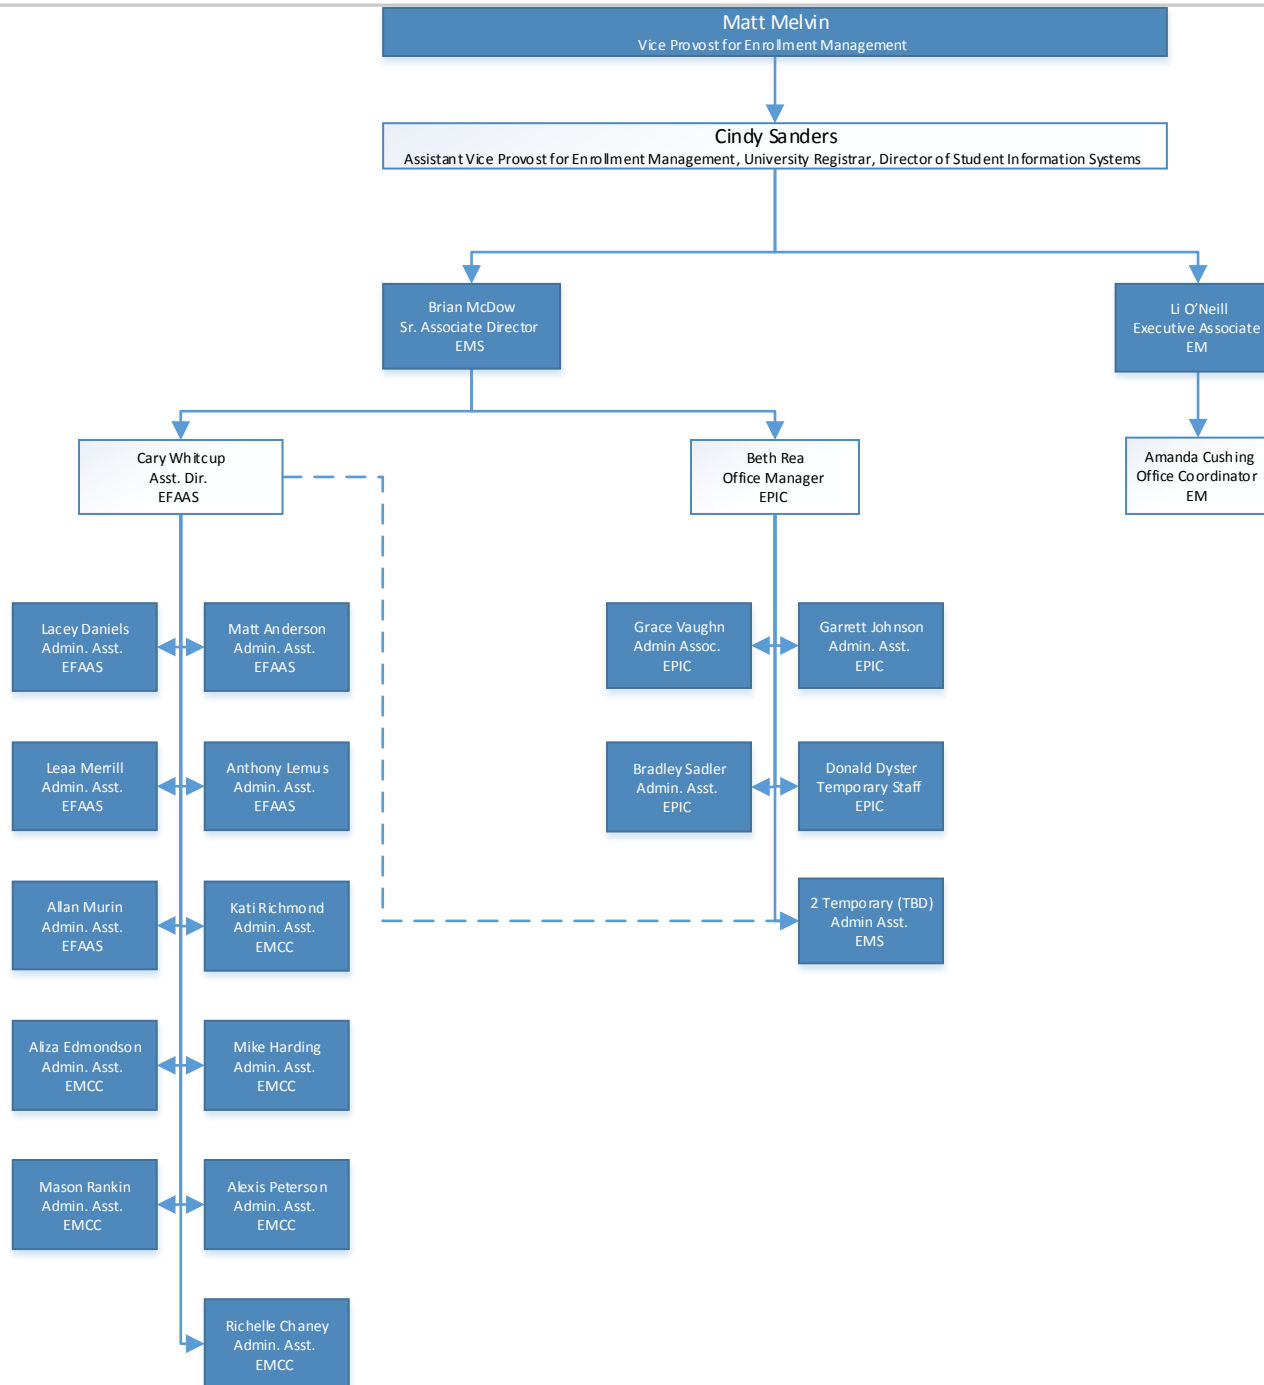 Matt Melvin
Vice Provost for Enrollment Management
Cindy Sanders
Assistant Vice Provost for Enrollment Management, University Registrar, Director of Student Information Systems
Brian McDow
Sr. Associate Director
EMS
Li O’Neill
Executive Associate
EM
Cary Whitcup
Asst. Dir.
EFAAS
Beth Rea
Office Manager
EPIC
Amanda Cushing
Office Coordinator
EM
Lacey Daniels
Admin. Asst.
EFAAS
Matt Anderson
Admin. Asst.
EFAAS
Grace Vaughn
Admin Assoc.
EPIC
Garrett Johnson
Admin. Asst.
EPIC
Leaa Merrill
Admin. Asst.
EFAAS
Anthony Lemus
Admin. Asst.
EFAAS
Bradley Sadler
Admin. Asst.
EPIC
Donald Dyster
Temporary Staff
EPIC
Allan Murin
Admin. Asst.
EFAAS
Kati Richmond
Admin. Asst.
EMCC
2 Temporary (TBD)
Admin Asst.
EMS
Aliza Edmondson
Admin. Asst.
EMCC
Mike Harding
Admin. Asst.
EMCC
Mason Rankin
Admin. Asst.
EMCC
Alexis Peterson
Admin. Asst.
EMCC
Richelle Chaney
Admin. Asst.
EMCC